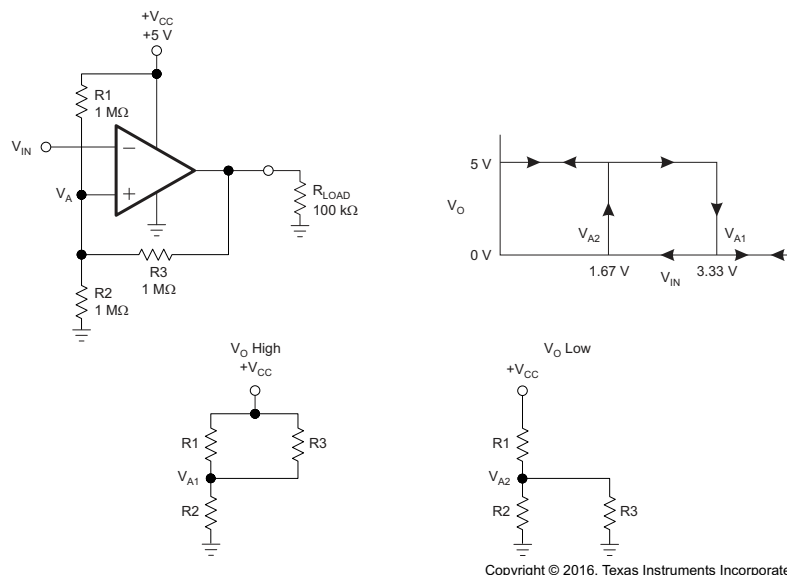 +VCC
+5 V
R1
1 MΩ
VIN
VA
RLOAD
100 kΩ
R3
1 MΩ
R2
1 MΩ
5 V
VO
0 V
VA2
VA1
1.67 V
VIN
3.33 V
VO High
+VCC
R1
R3
VA1
R2
VO Low
+VCC
R1
VA2
R2
R3
Copyright © 2016, Texas Instruments Incorporate